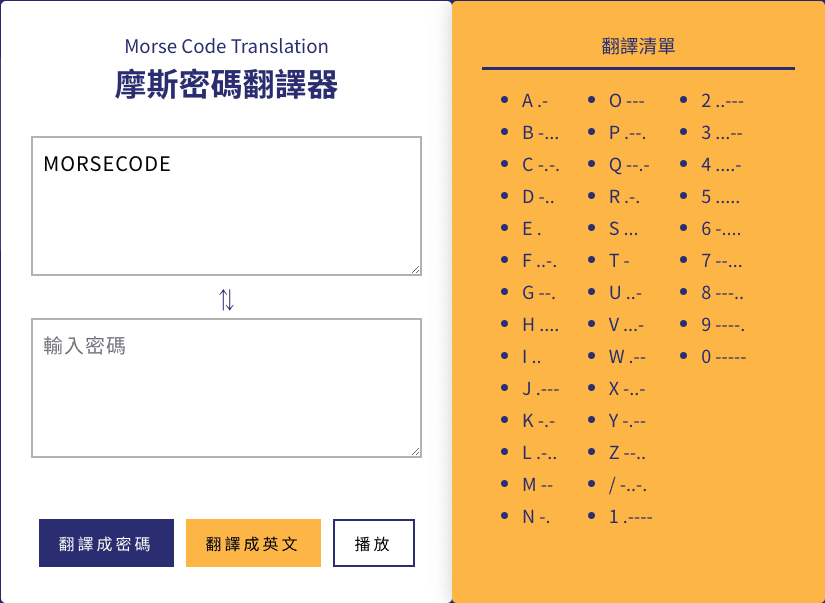 Morse Code Translation
摩斯密碼翻譯器
MORSECODE
⇅
輸入密碼
翻譯成密碼
翻譯成英文
播放
翻譯清單
A .-
B -...
C -.-.
D -..
E .
F ..-.
G --.
H ....
I ..
J .---
K -.-
L .-..
M --
N -.
O ---
P .--.
Q --.-
R .-.
S ...
T -
U ..-
V ...-
W .--
X -..-
Y -.--
Z --..
/ -..-.
1 .----
2 ..---
3 ...--
4 ....-
5 .....
6 -....
7 --...
8 ---..
9 ----.
0 -----